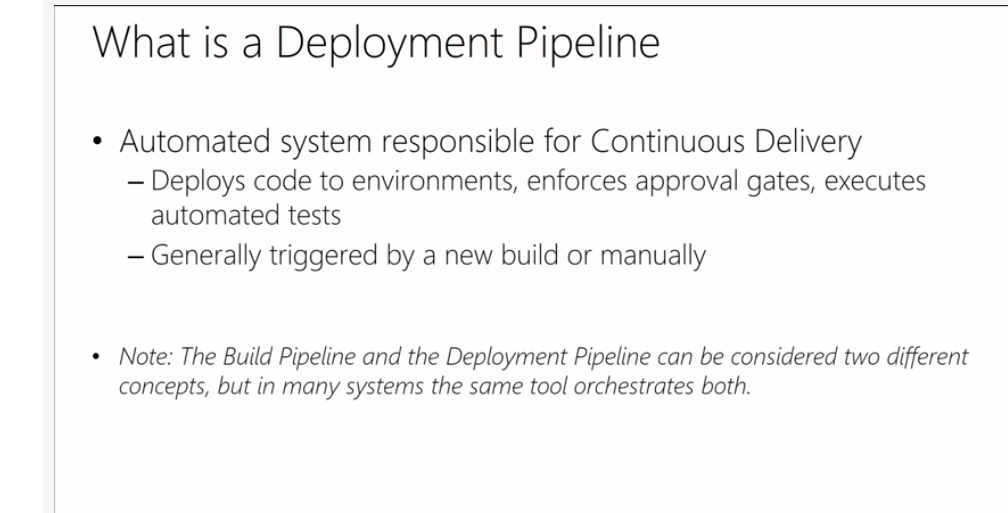 What is a Deployment Pipeline
• Automated system responsible for Continuous Delivery
– Deploys code to environments, enforces approval gates, executes
automated tests
– Generally triggered by a new build or manually
• Note: The Build Pipeline and the Deployment Pipeline can be considered two different
concepts, but in many systems the same tool orchestrates both.